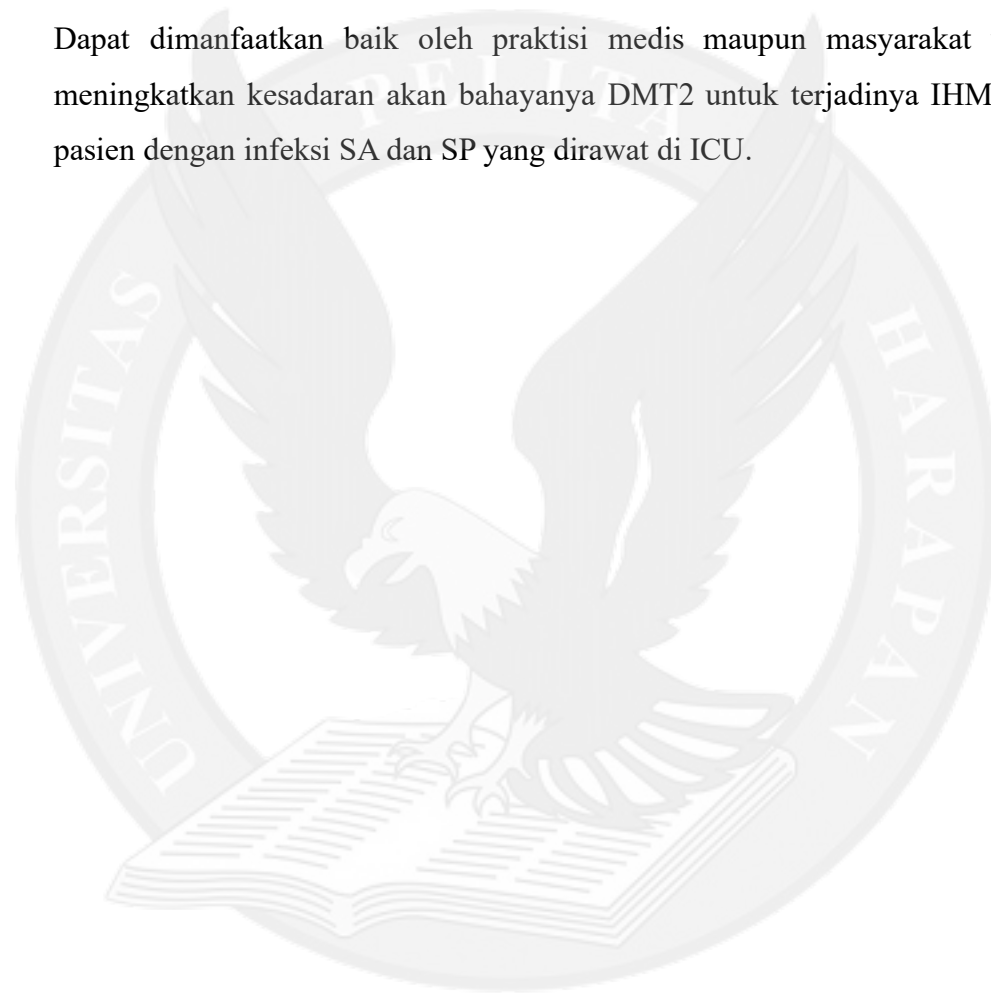 Dapat dimanfaatkan baik oleh praktisi medis maupun masyarakat
meningkatkan kesadaran akan bahayanya DMT2 untuk terjadinya IHM
pasien dengan infeksi SA dan SP yang dirawat di ICU.
UNIVERSITAS PELITA HARAPAN